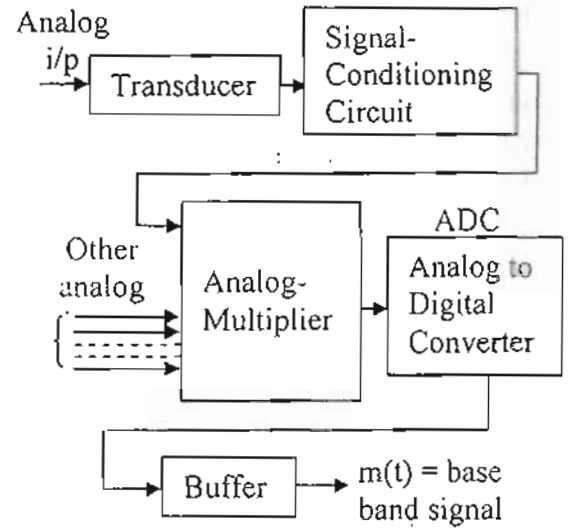 Analog
i/p
Transducer
Signal-
Conditioning
Circuit
Other
analog
Analog-
Multiplier
ADC
Analog to
Digital
Converter
Buffer
m(t) = base
band signal